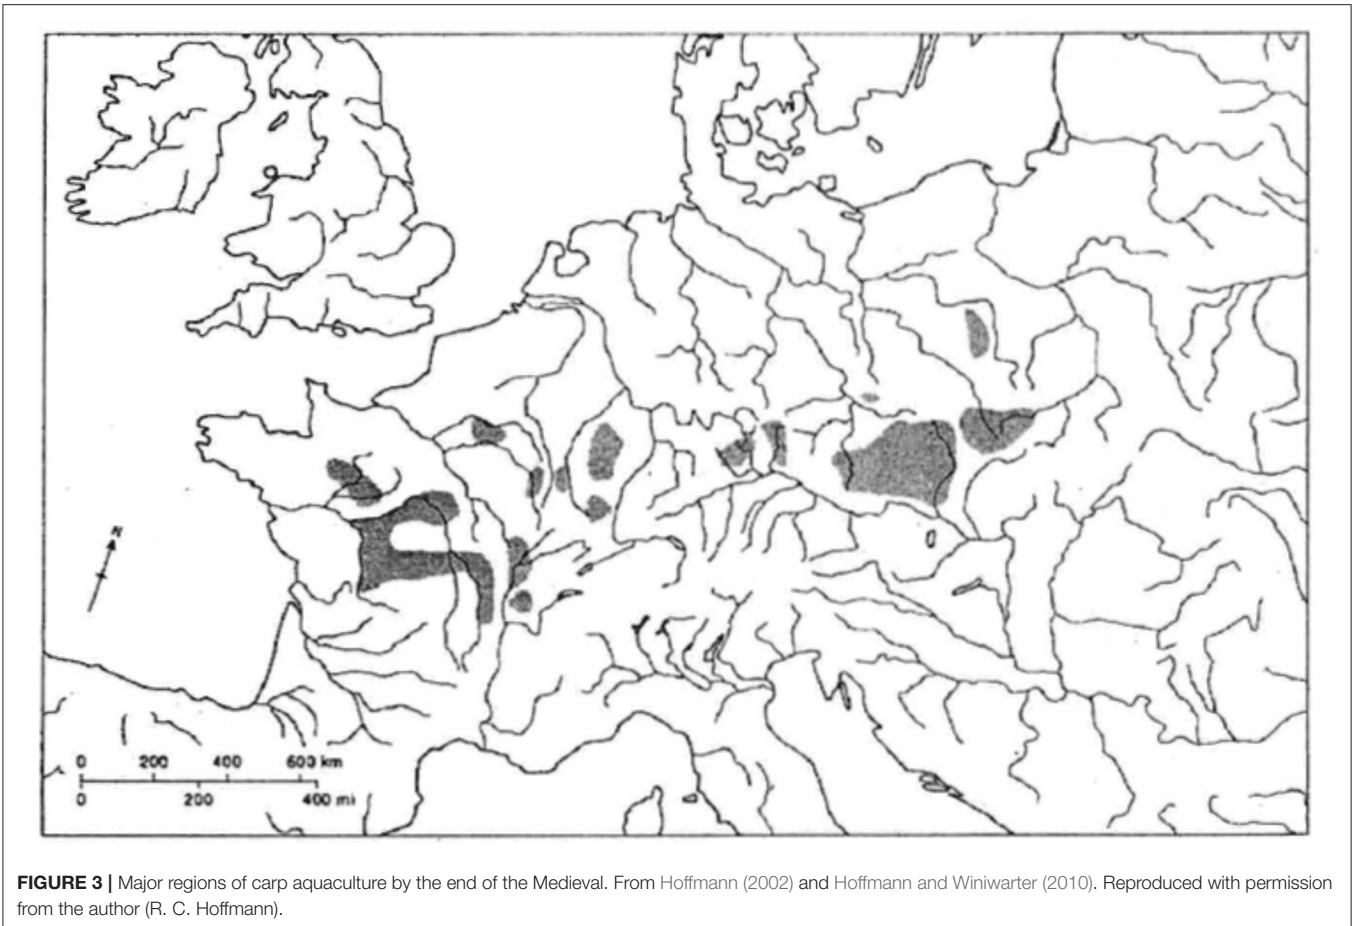 N
0 200 400 600 km
0 200 400 mi
FIGURE 3 | Major regions of carp aquaculture by the end of the Medieval. From Hoffmann (2002) and Hoffmann and Winiwarter (2010). Reproduced with permission
from the author (R. C. Hoffmann).